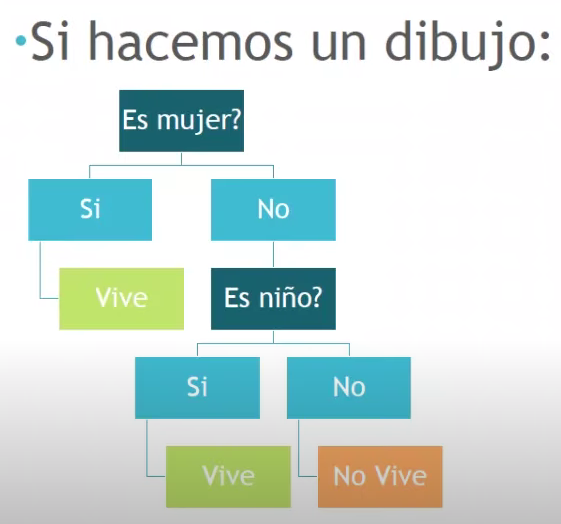 •Si hacemos un dibujo:
Es mujer?
Si
No
Vive
Es niño?
Si
No
Vive
No Vive